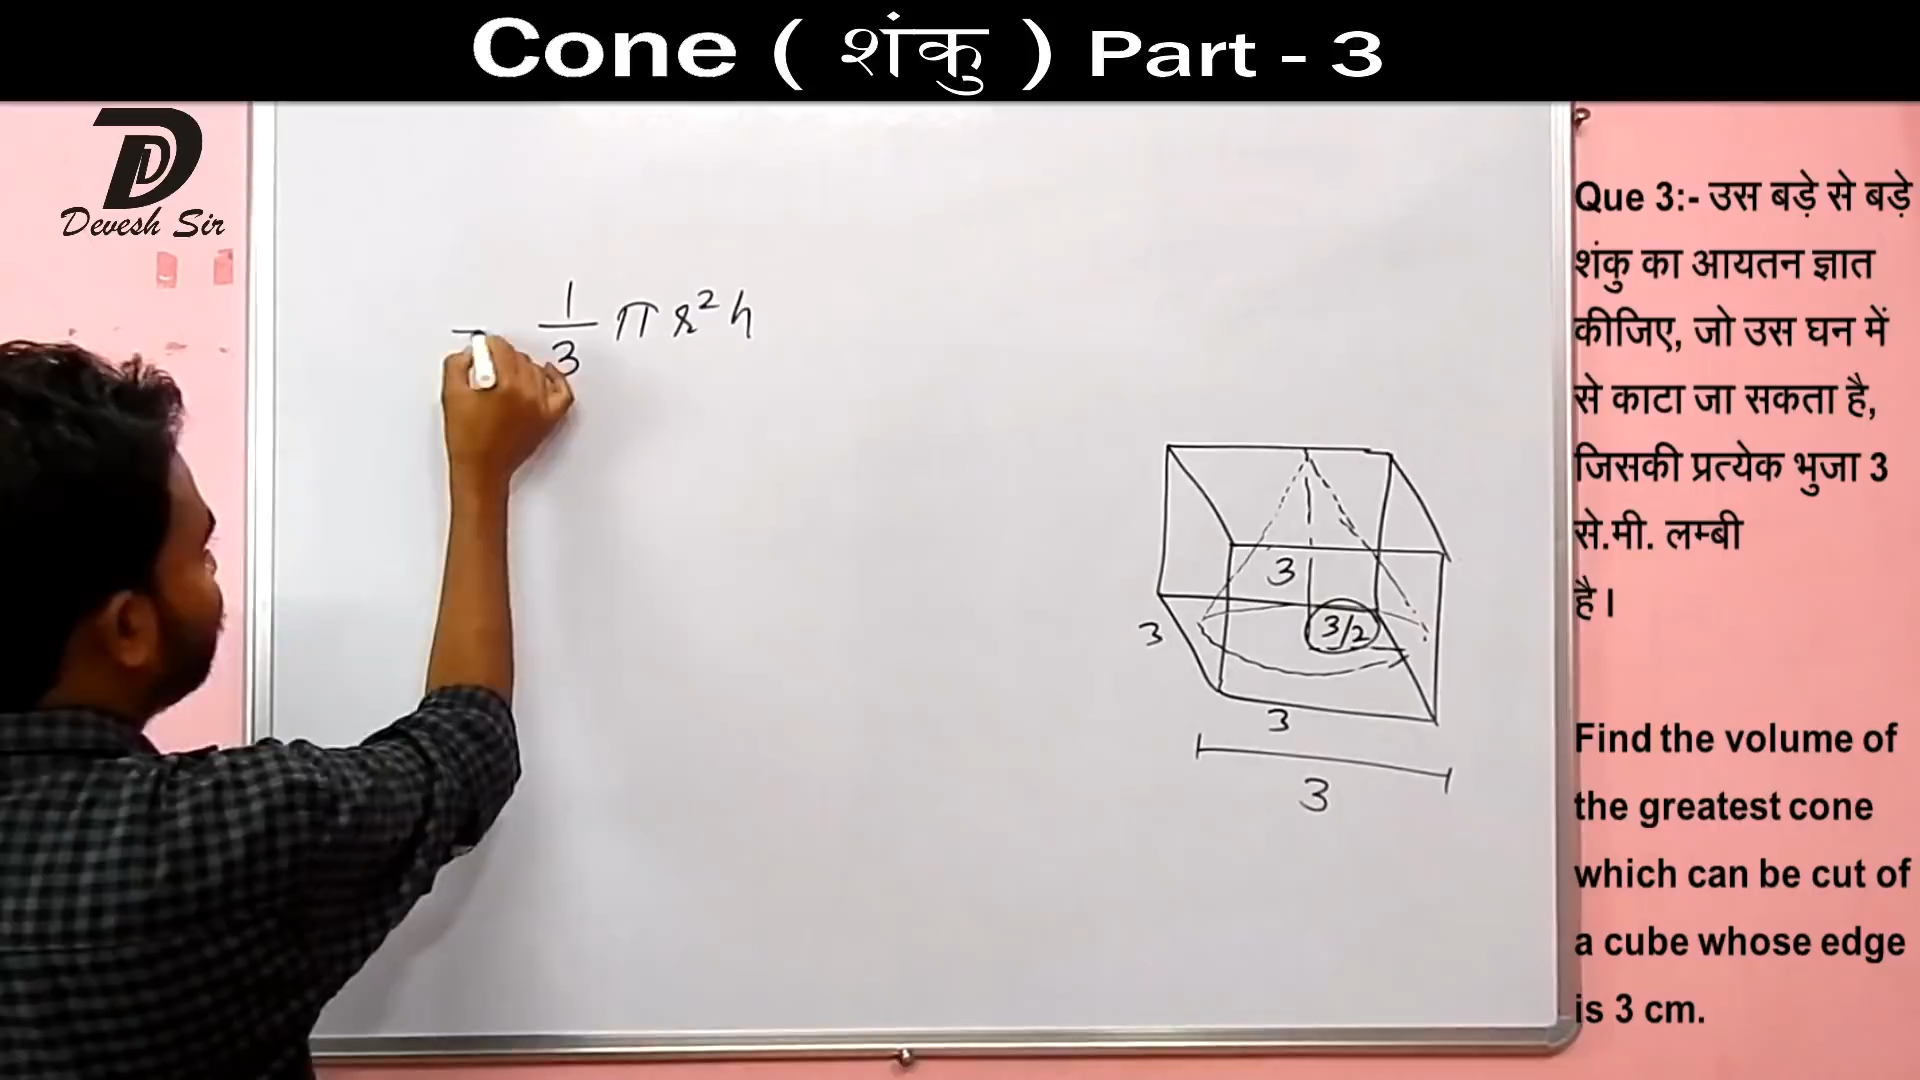 Cone ( शंकु ) Part - 3
D
Devesh Sir
1/3 π r² h
3
3/2
3
3
3
Que 3:- उस बड़े से बड़े
शंकु का आयतन ज्ञात
कीजिए, जो उस घन में
से काटा जा सकता है,
जिसकी प्रत्येक भुजा 3
से.मी. लम्बी
है ।
Find the volume of
the greatest cone
which can be cut of
a cube whose edge
is 3 cm.